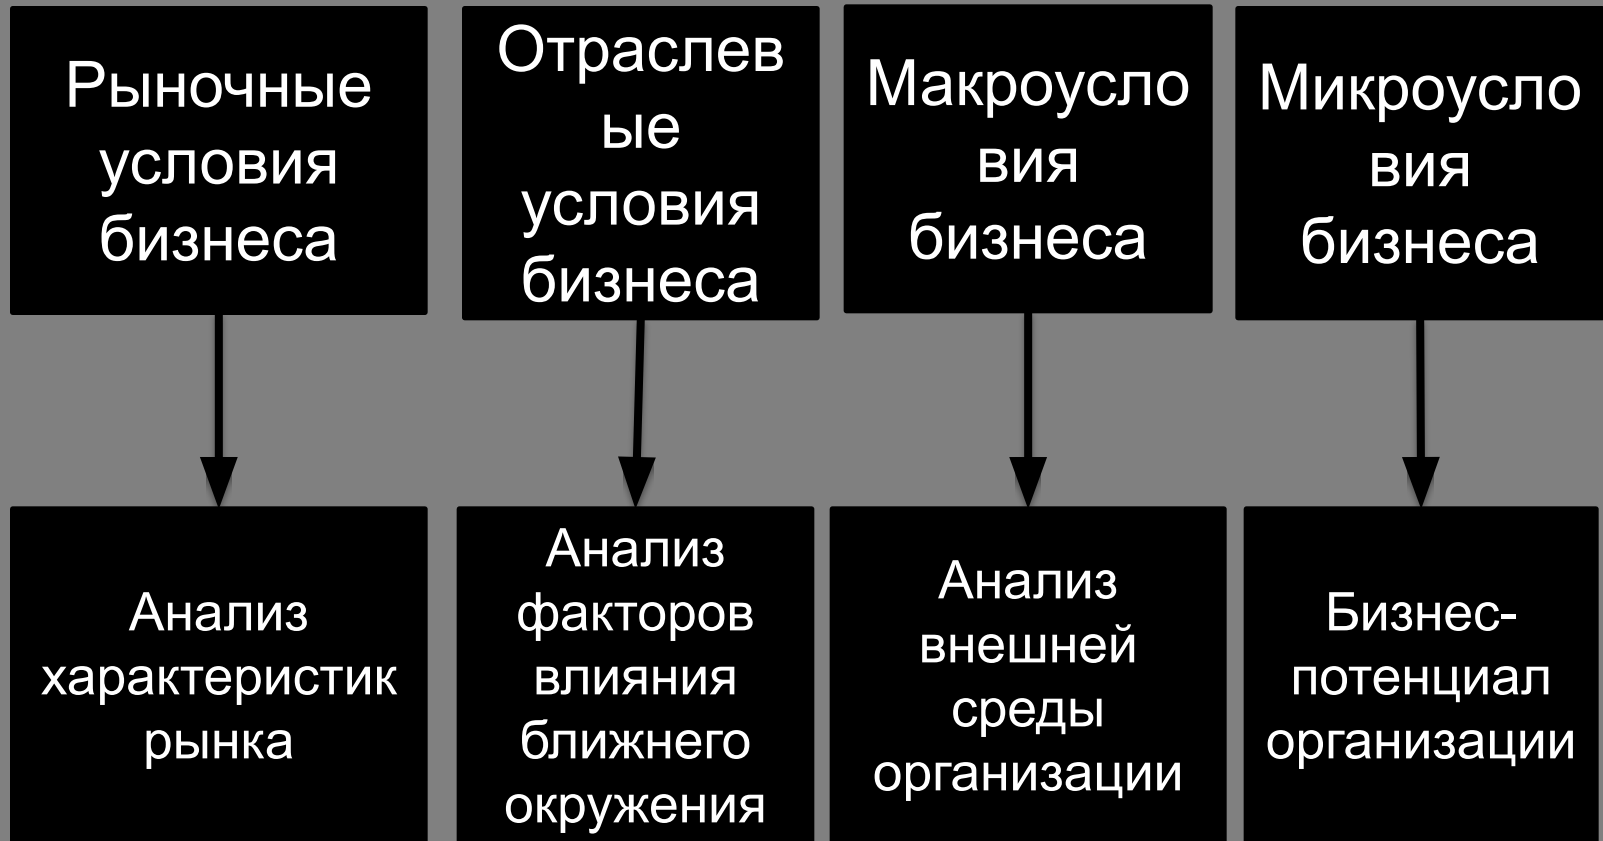 Рыночные
условия
бизнеса
Отраслев
ые
условия
бизнеса
Макроусло
вия
бизнеса
Микроусло
вия
бизнеса
Анализ
характеристик
рынка
Анализ
факторов
влияния
ближнего
окружения
Анализ
внешней
среды
организации
Бизнес-
потенциал
организации